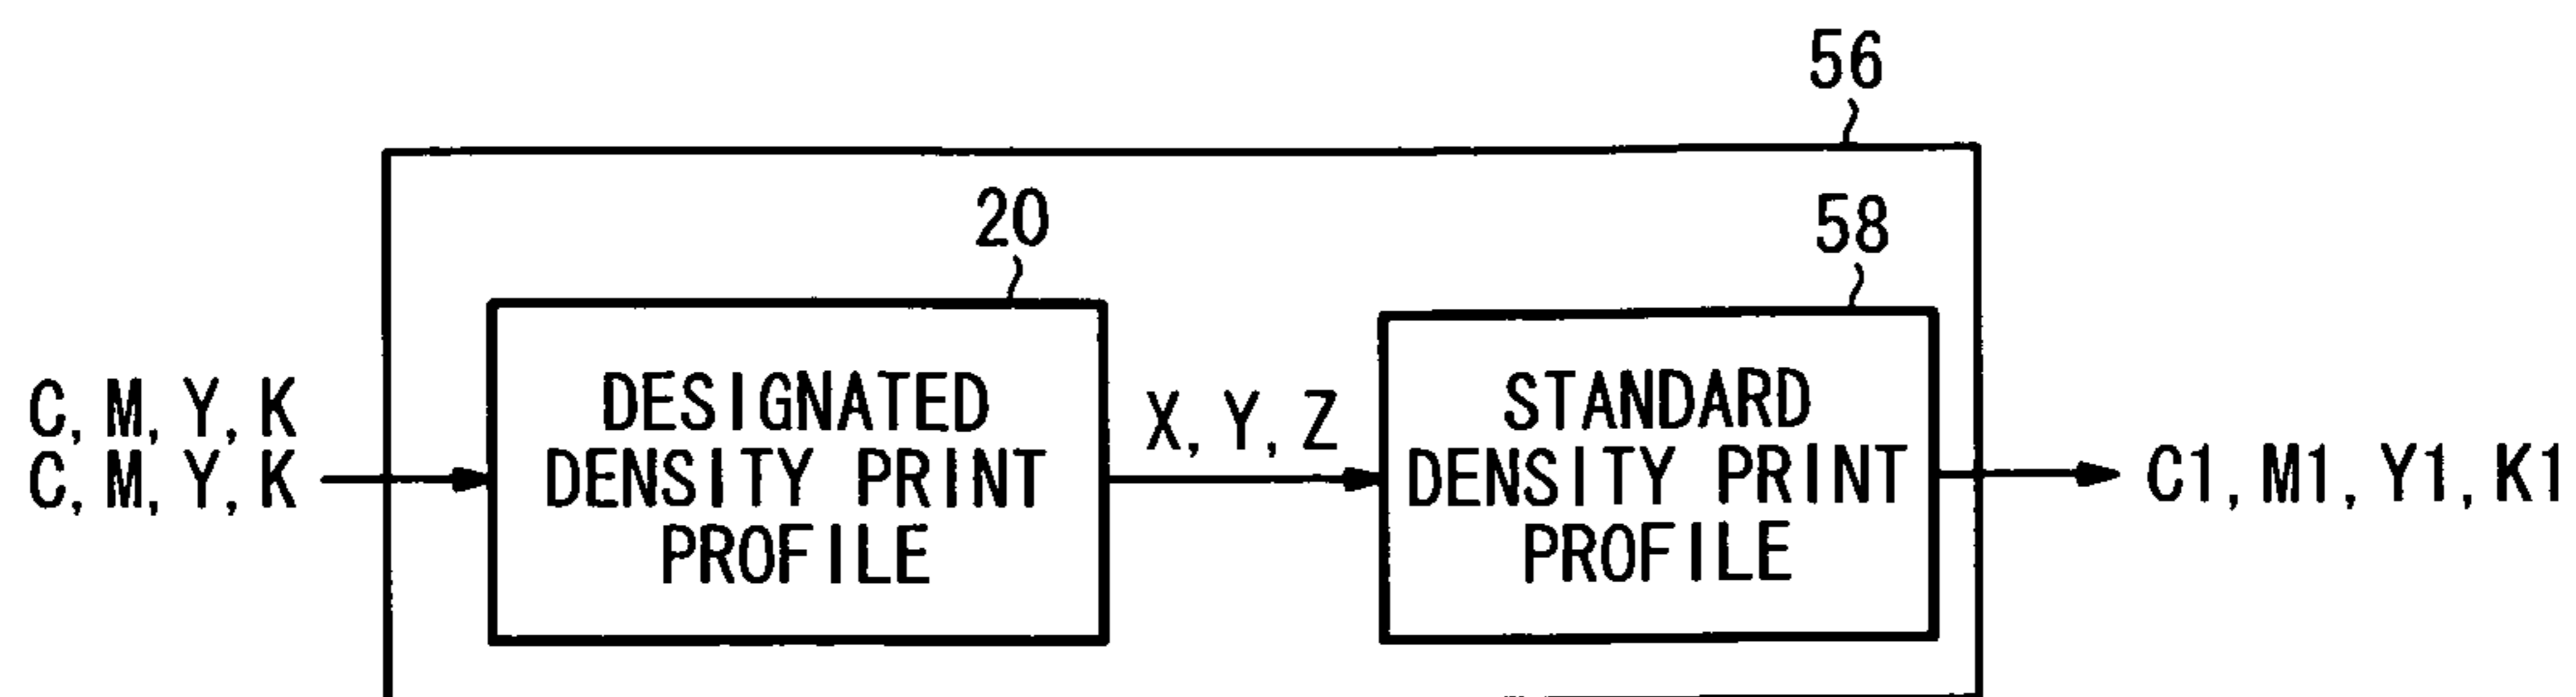 56
20
58
C, M, Y, K
C, M, Y, K
DESIGNATED
DENSITY PRINT
PROFILE
X, Y, Z
STANDARD
DENSITY PRINT
PROFILE
C1, M1, Y1, K1